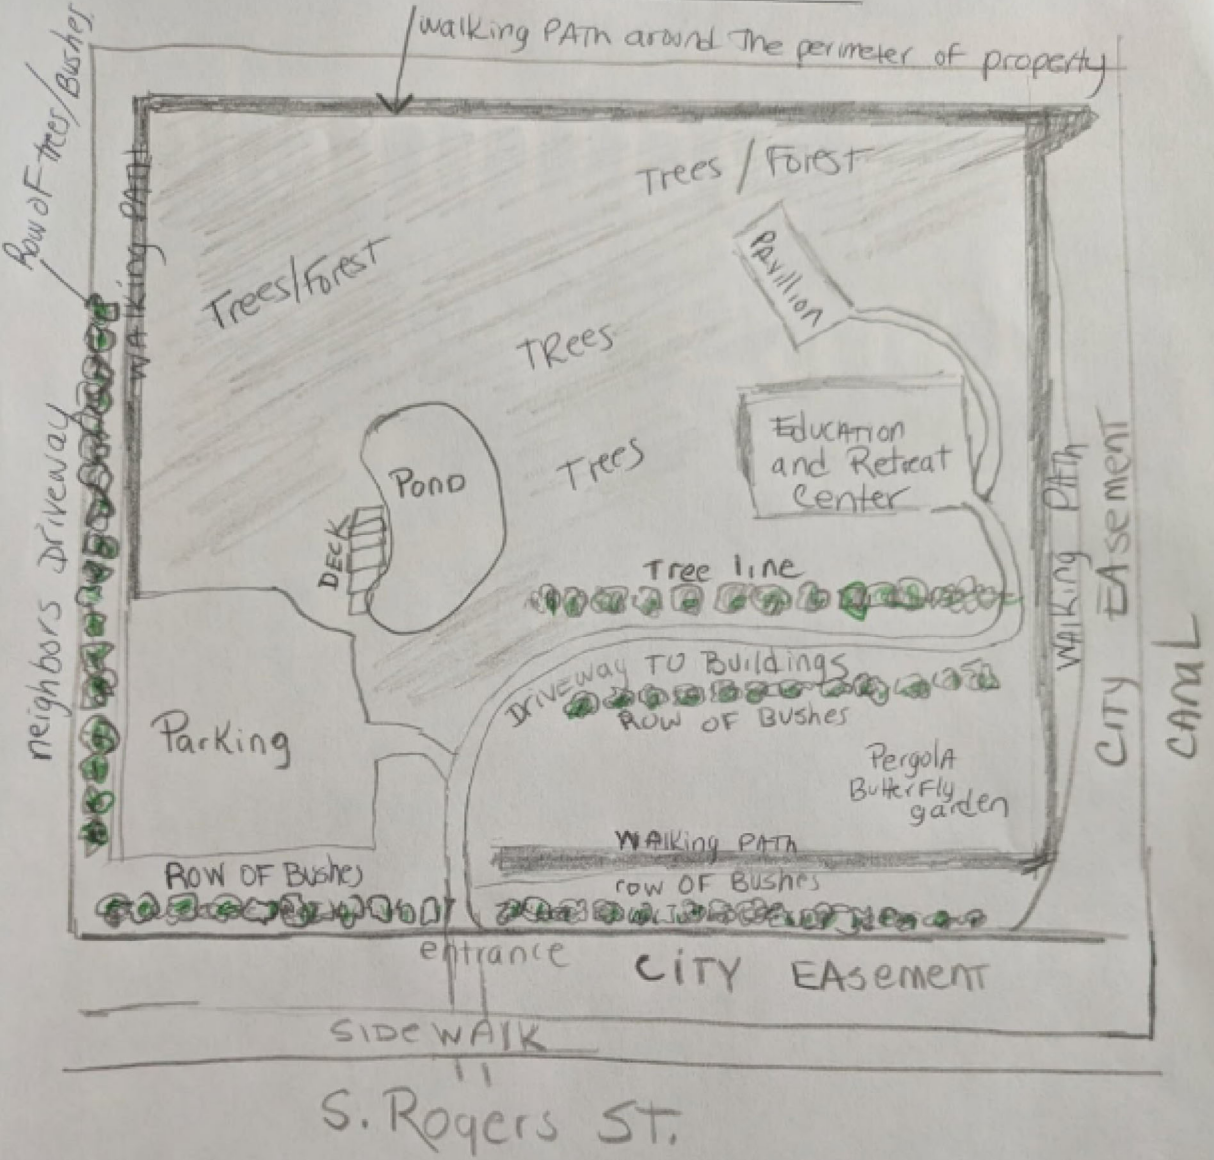 walking PATH around The perimeter of property
Row of trees/Bushes
WALKING PATH
Trees / Forest
Trees/Forest
PAvillion
TRees
Trees
EDUCATION
and Retreat
Center
POND
DECK
Tree line
neighbors Driveway
Driveway TO Buildings
ROW OF BUSHES
Parking
PergolA
ButterFly
garden
WALKing PATH
WALKing PATH
CITY EAsement
CANAL
ROW OF BusHes
row OF BusHes
entrance
CITY EAsement
SIDEWALK
S. Rogers ST.